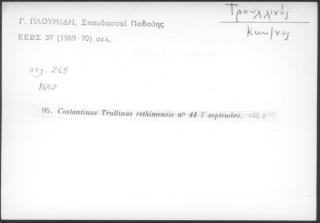 Τρουλλινός
Κων/νος
Γ. ΠΛΟΥΜΙΔΗ, Σπουδασταί Παδούης
ΕΕΒΣ 37 (1969-70) σελ.
σελ. 265
1652
95. Costantinus Trullinus rethimensis nº 44 7 septembre.